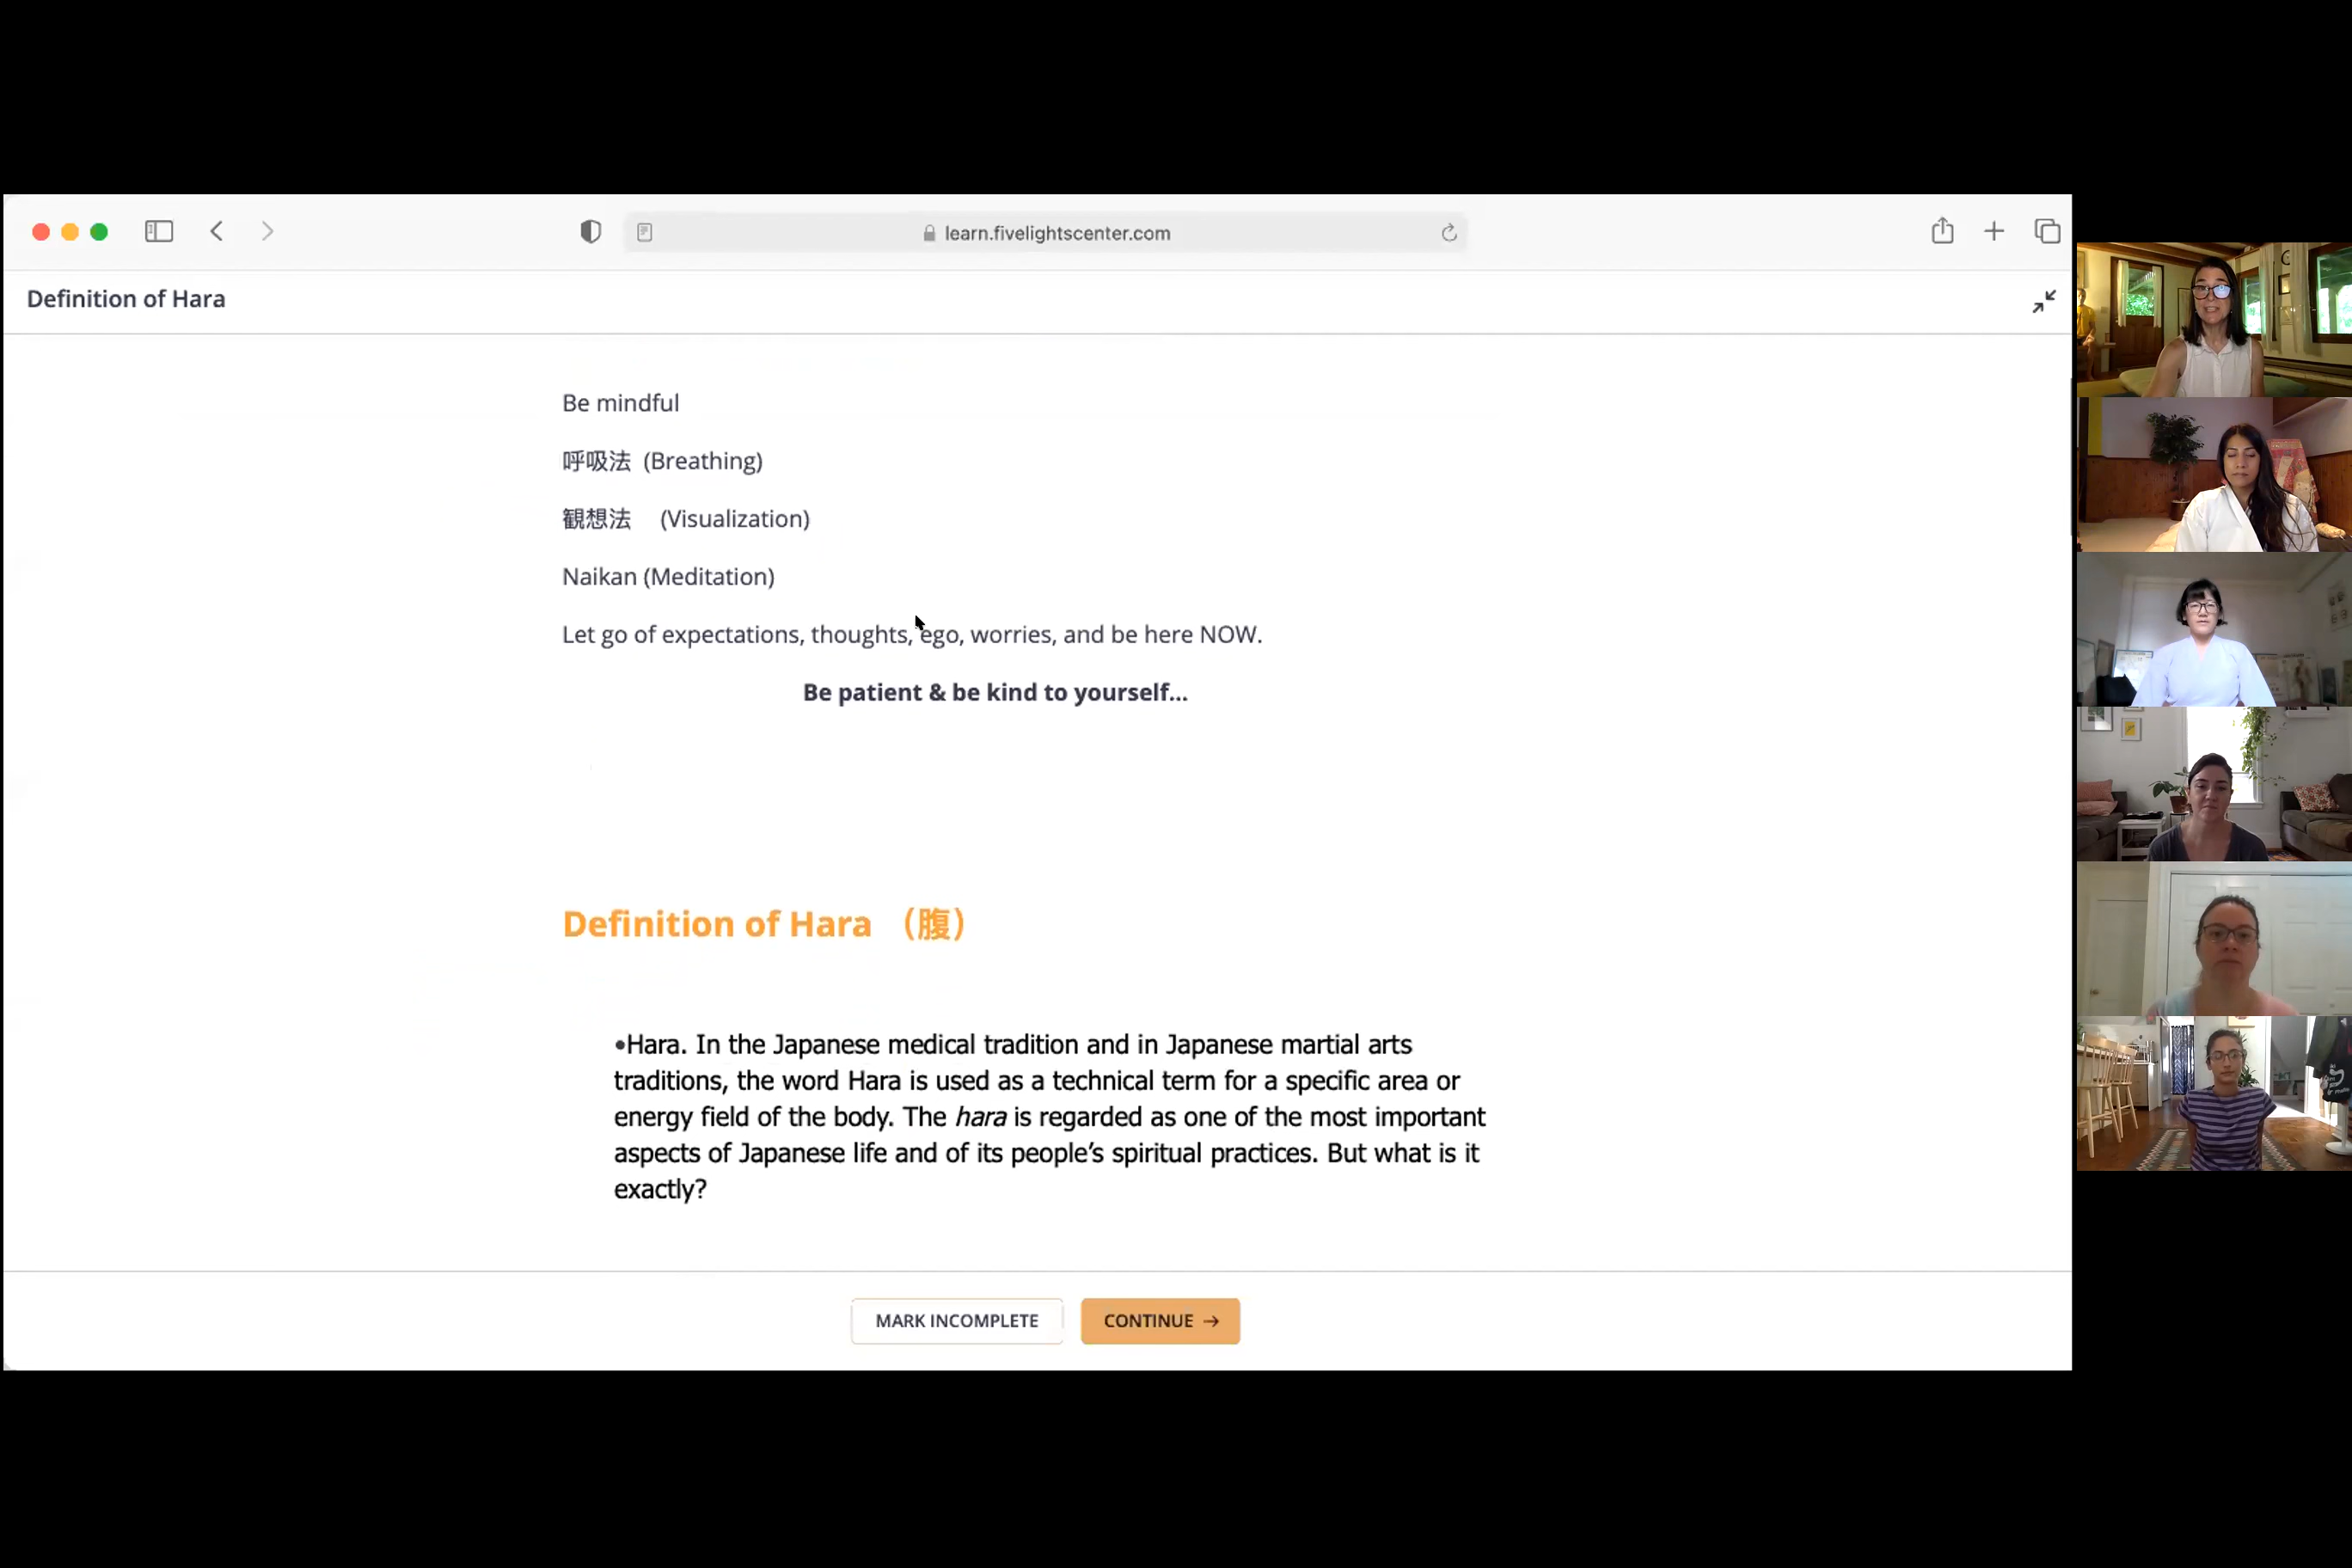 learn.fivelightscenter.com
Definition of Hara
Be mindful
呼吸法 (Breathing)
観想法 (Visualization)
Naikan (Meditation)
Let go of expectations, thoughts, ego, worries, and be here NOW.
Be patient & be kind to yourself...
Definition of Hara （腹）
•Hara. In the Japanese medical tradition and in Japanese martial arts
traditions, the word Hara is used as a technical term for a specific area or
energy field of the body. The hara is regarded as one of the most important
aspects of Japanese life and of its people’s spiritual practices. But what is it
exactly?
MARK INCOMPLETE
CONTINUE →